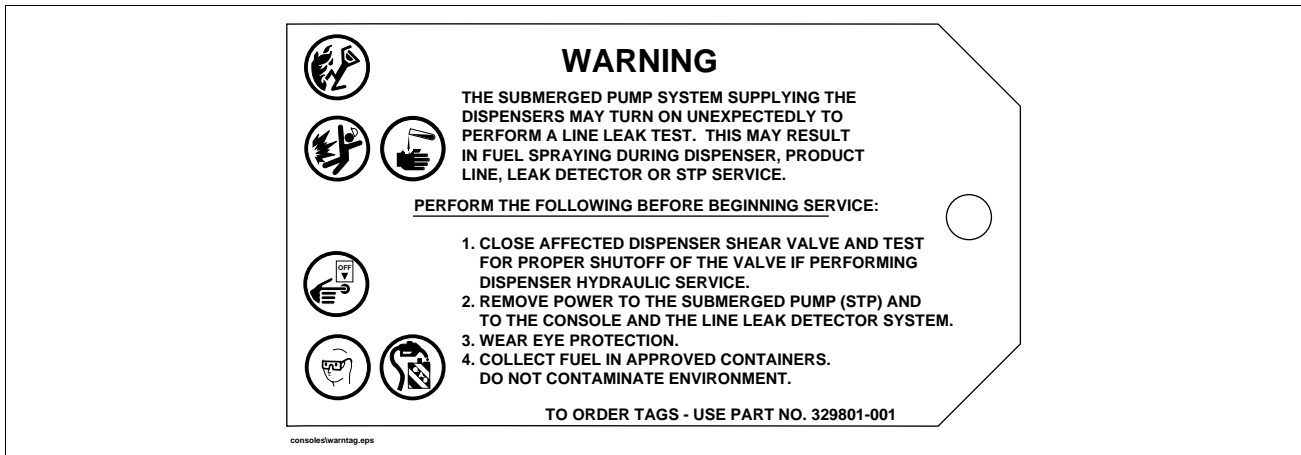 WARNING
THE SUBMERGED PUMP SYSTEM SUPPLYING THE
DISPENSERS MAY TURN ON UNEXPECTEDLY TO
PERFORM A LINE LEAK TEST.  THIS MAY RESULT
IN FUEL SPRAYING DURING DISPENSER, PRODUCT
LINE, LEAK DETECTOR OR STP SERVICE.
PERFORM THE FOLLOWING BEFORE BEGINNING SERVICE:
1. CLOSE AFFECTED DISPENSER SHEAR VALVE AND TEST
FOR PROPER SHUTOFF OF THE VALVE IF PERFORMING
DISPENSER HYDRAULIC SERVICE.
OFF
2. REMOVE POWER TO THE SUBMERGED PUMP (STP) AND
TO THE CONSOLE AND THE LINE LEAK DETECTOR SYSTEM.
3. WEAR EYE PROTECTION.
4. COLLECT FUEL IN APPROVED CONTAINERS.
DO NOT CONTAMINATE ENVIRONMENT.
TO ORDER TAGS - USE PART NO. 329801-001
consoles\warntag.eps